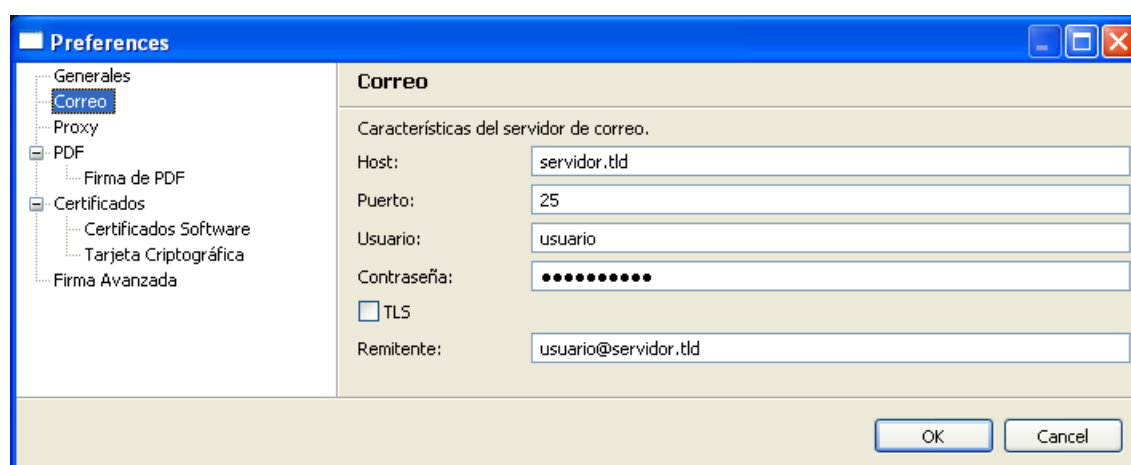 Preferences
Generales
Correo
Proxy
PDF
Firma de PDF
Certificados
Certificados Software
Tarjeta Criptográfica
Firma Avanzada
Correo
Características del servidor de correo.
Host: servidor.tld
Puerto: 25
Usuario: usuario
Contraseña: ●●●●●●●●●●
TLS
Remitente: usuario@servidor.tld
OK Cancel